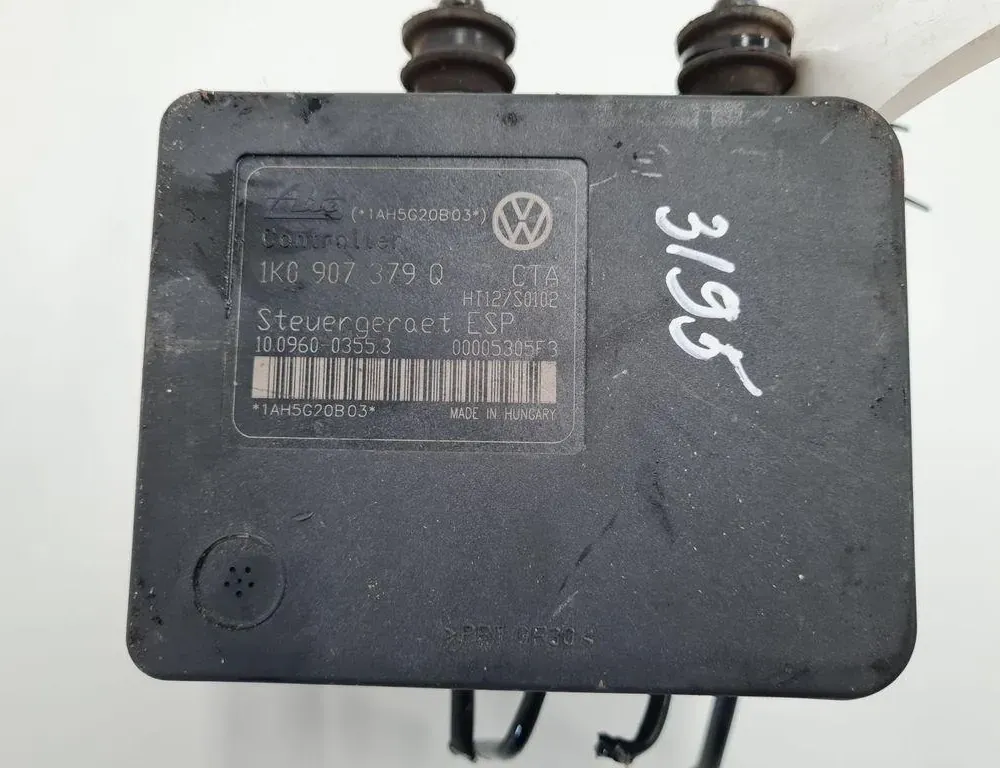 (*1AH5G20B03*)
Controller
1K0 907 379 Q CTA
HT12/S0102
Steuergeraet ESP
10.0960-0355.3 00005305F3
*1AH5G20B03* MADE IN HUNGARY
3195